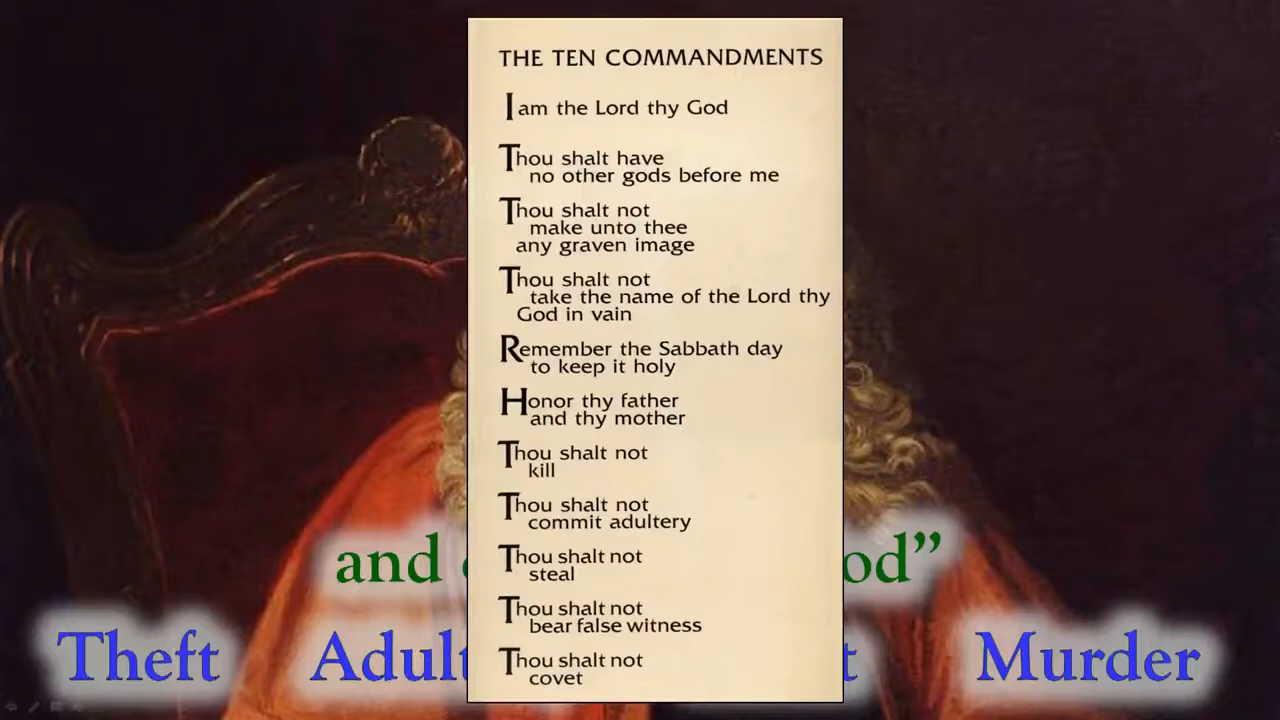 THE TEN COMMANDMENTS
I am the Lord thy God
Thou shalt have
no other gods before me
Thou shalt not
make unto thee
any graven image
Thou shalt not
take the name of the Lord thy
God in vain
Remember the Sabbath day
to keep it holy
Honor thy father
and thy mother
Thou shalt not
kill
Thou shalt not
commit adultery
Thou shalt not
steal
Thou shalt not
bear false witness
Thou shalt not
covet
and
Theft Murder